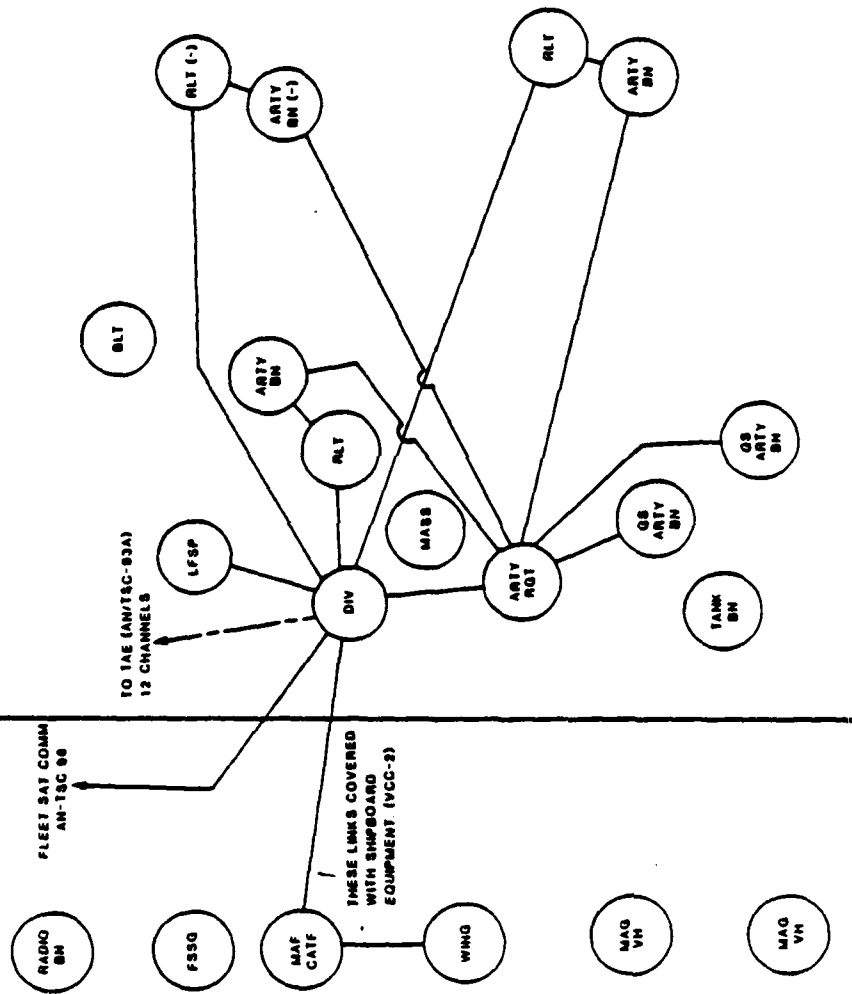 RADIO
BN
FLEET SAT COMM
AN-TSC 96
TO TAE (AN/TSC-93A)
12 CHANNELS
BLT
RLT (-)
FSSG
LFSP
ARTY
BN
ARTY
BN (-)
MAF
CATF
RLT
DIV
THESE LINKS COVERED
WITH SHIPBOARD
EQUIPMENT. (VCC-2)
MASS
WING
ARTY
RGT
RLT
MAG
VH
GS
ARTY
BN
ARTY
BN
TANK
BN
GS
ARTY
BN
MAG
VH